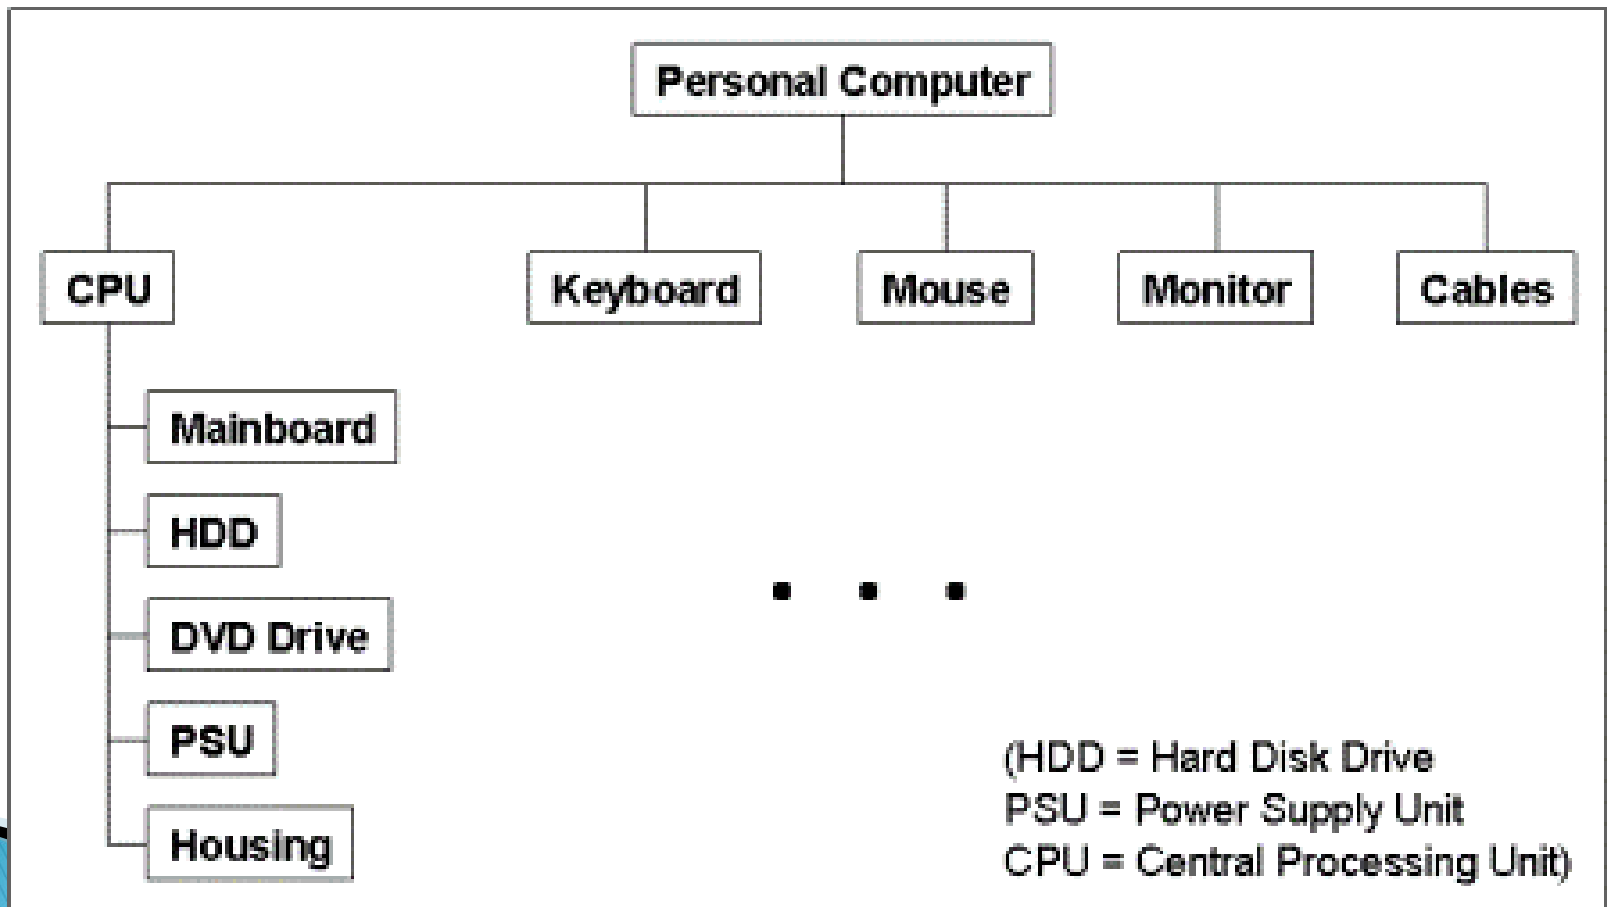 Personal Computer
CPU
Keyboard
Mouse
Monitor
Cables
Mainboard
HDD
DVD Drive
PSU
Housing
(HDD = Hard Disk Drive
PSU = Power Supply Unit
CPU = Central Processing Unit)